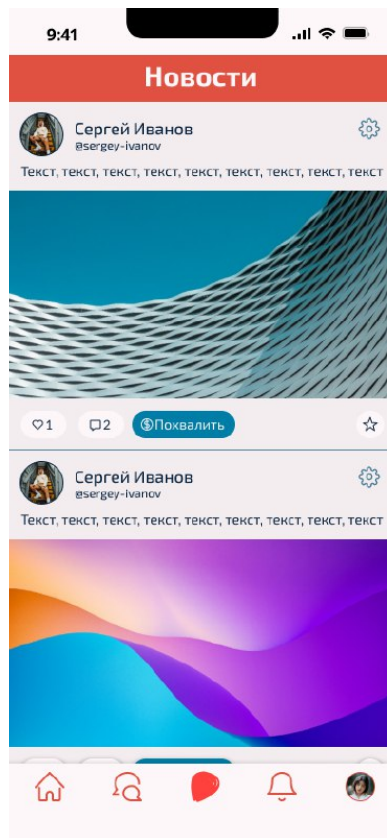 9:41
Новости
Сергей Иванов
@sergey-ivanov
Текст, текст, текст, текст, текст, текст, текст, текст, текст
1
2
Похвалить
Сергей Иванов
@sergey-ivanov
Текст, текст, текст, текст, текст, текст, текст, текст, текст